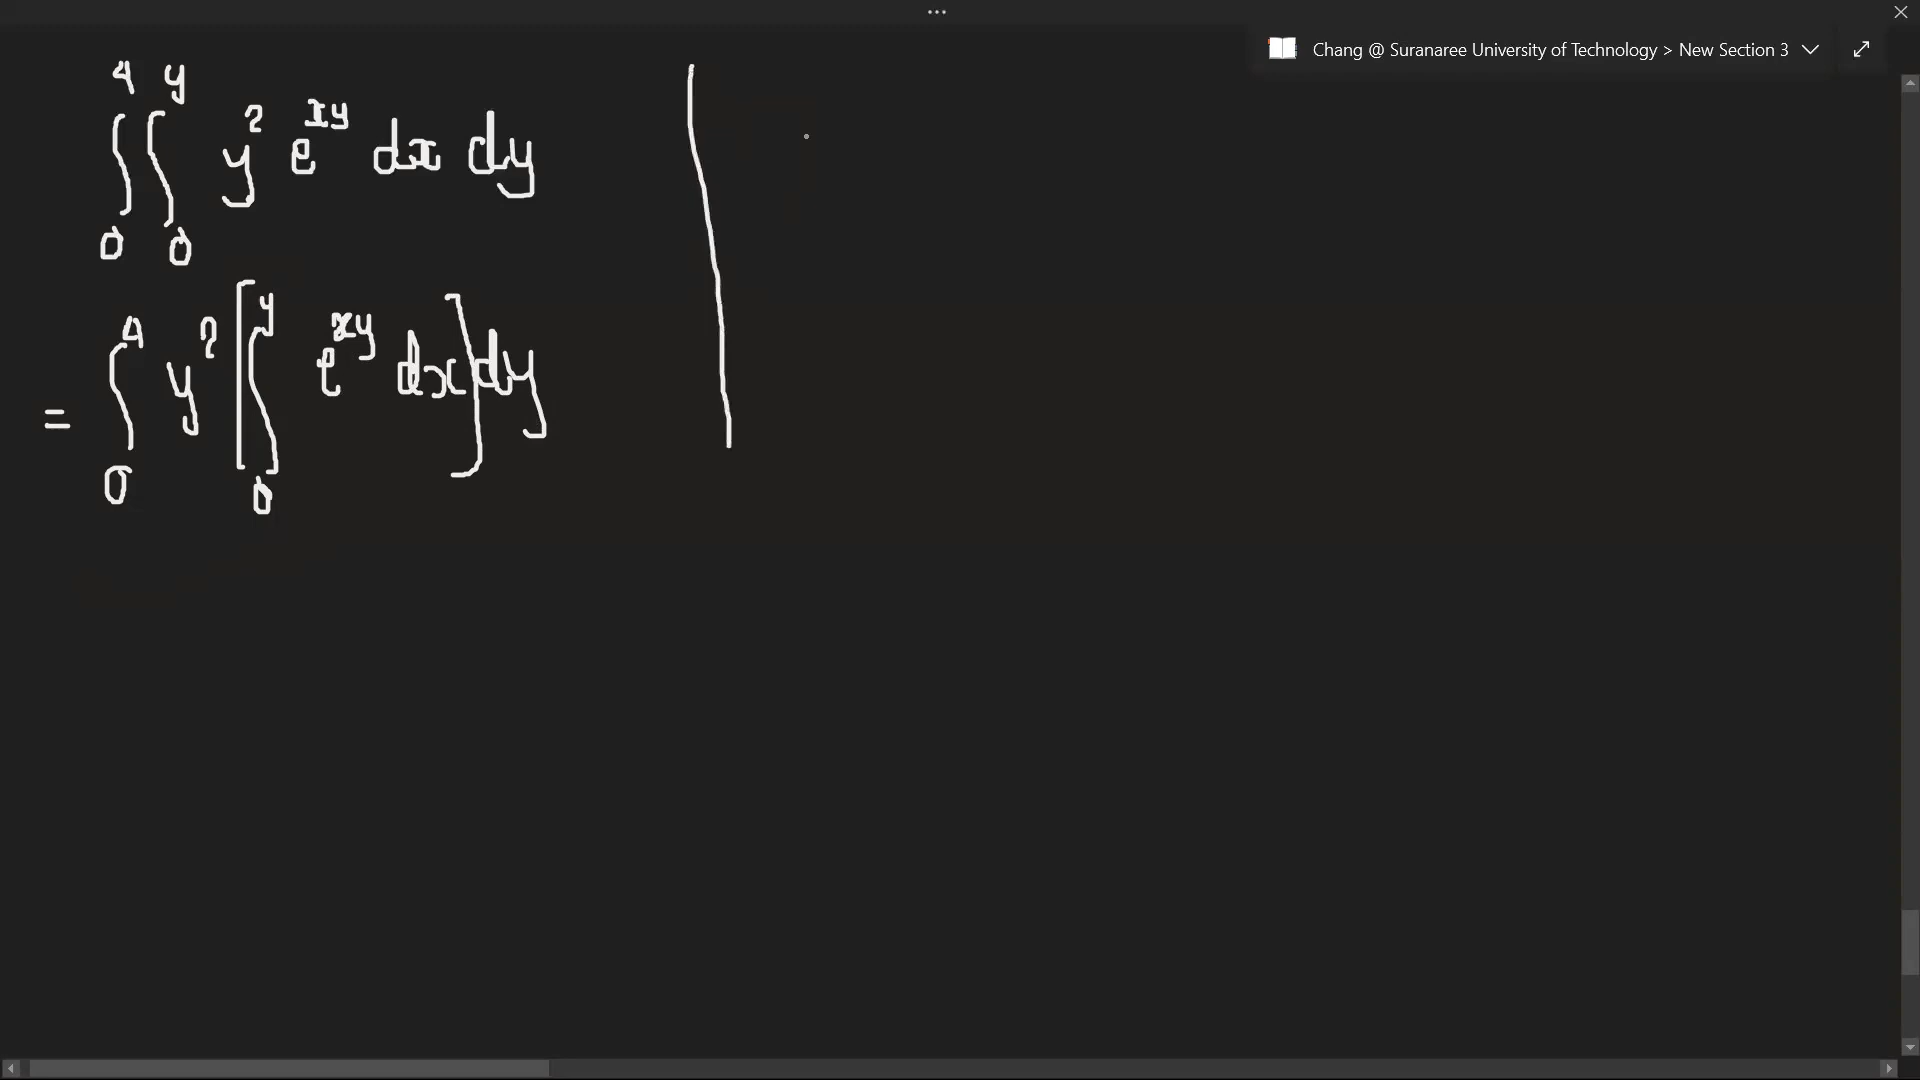 Chang @ Suranaree University of Technology > New Section 3
∫₀⁴ ∫₀ʸ y² e^{xy} dx dy
= ∫₀⁴ y² [∫₀ʸ e^{xy} dx] dy